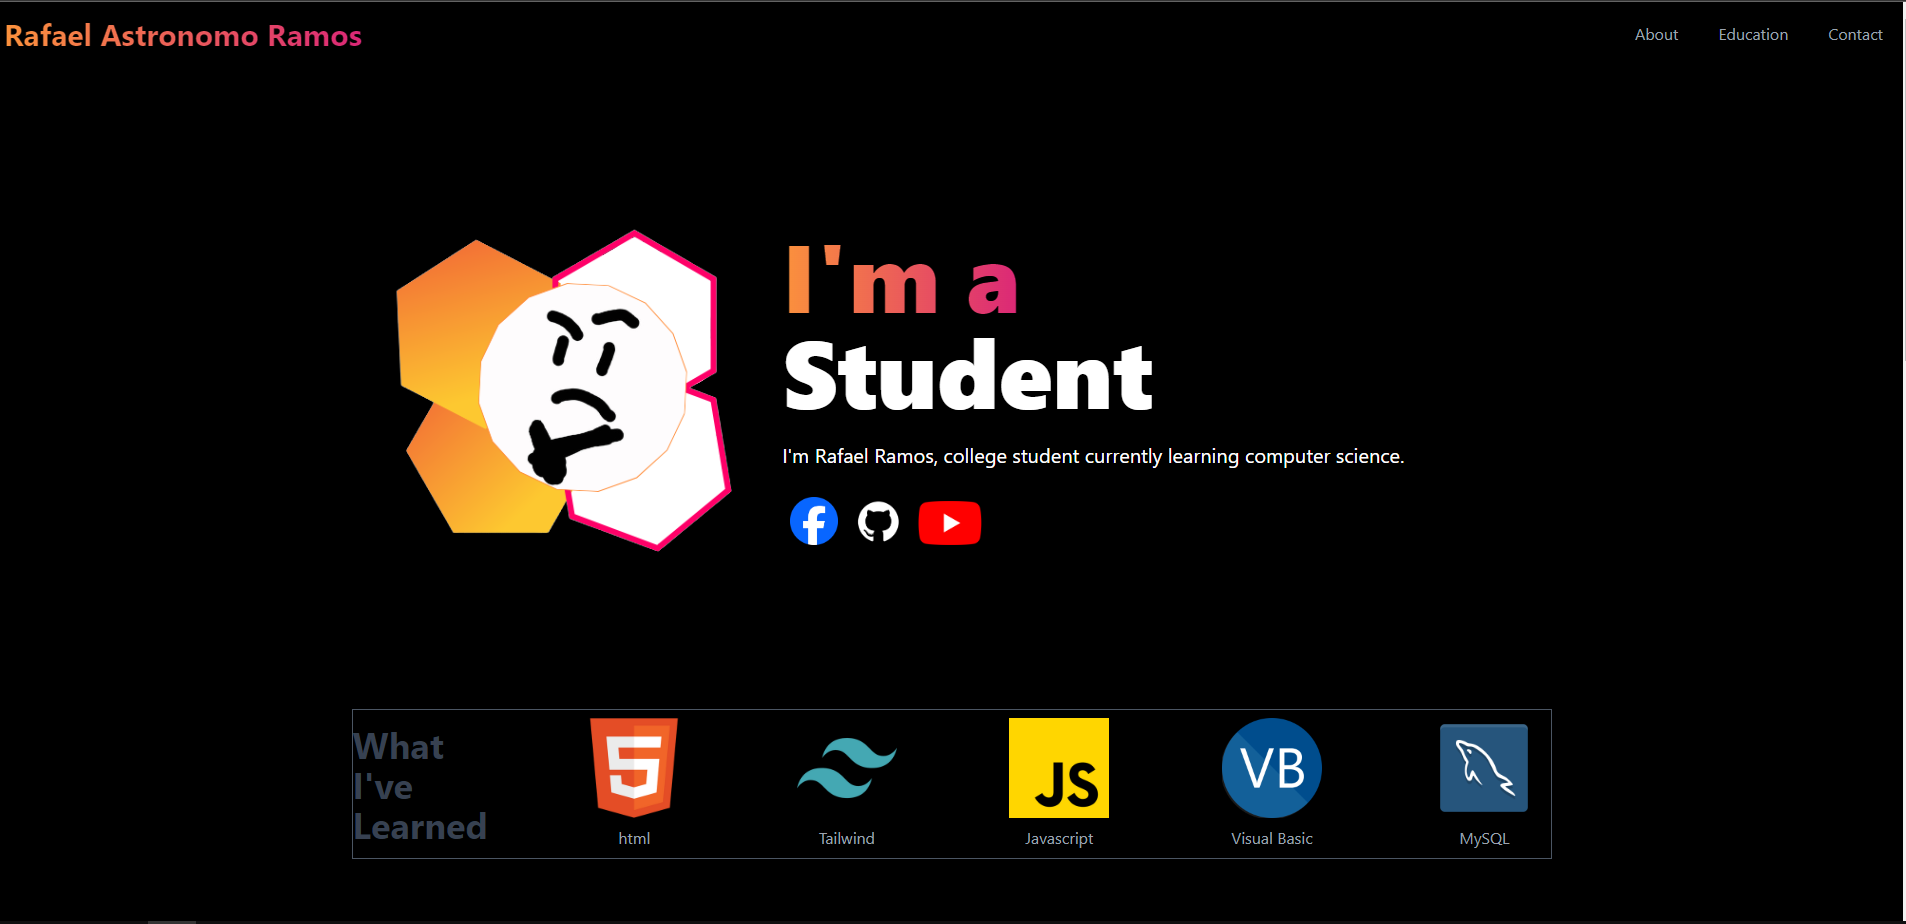 Rafael Astronomo Ramos
About
Education
Contact
I'm a
Student
I'm Rafael Ramos, college student currently learning computer science.
What
I've
Learned
5
html
Tailwind
JS
Javascript
VB
Visual Basic
MySQL